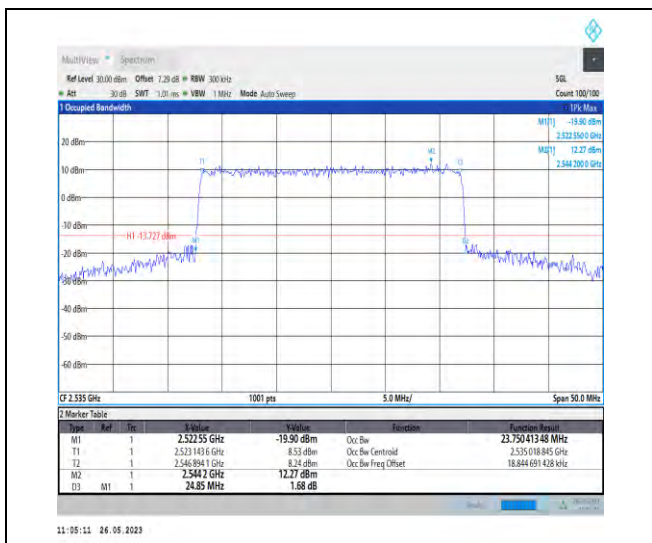 MultiView Spectrum
Ref Level 30.00 dBm Offset 7.29 dB RBW 300 kHz SGL
Att 30 dB SWT 1.01 ms VBW 1 MHz Mode Auto Sweep Count 100/100
1 Occupied Bandwidth 1Pk Max
M1[1] -19.90 dBm
2.522 550 0 GHz
M2[1] 12.27 dBm
2.544 200 0 GHz
20 dBm
M2
T1 T2
10 dBm
0 dBm
-10 dBm
H1 -13.727 dBm
M1 D3
-20 dBm
-30 dBm
-40 dBm
-50 dBm
-60 dBm
CF 2.535 GHz 1001 pts 5.0 MHz/ Span 50.0 MHz
2 Marker Table
Type Ref Trc X-Value Y-Value Function Function Result
M1 1 2.522 55 GHz -19.90 dBm Occ Bw 23.750 413 48 MHz
T1 1 2.523 143 6 GHz 8.53 dBm Occ Bw Centroid 2.535 018 845 GHz
T2 1 2.546 894 1 GHz 8.24 dBm Occ Bw Freq Offset 18.844 691 428 kHz
M2 1 2.544 2 GHz 12.27 dBm
D3 M1 1 24.85 MHz 1.68 dB
11:05:11 26.05.2023